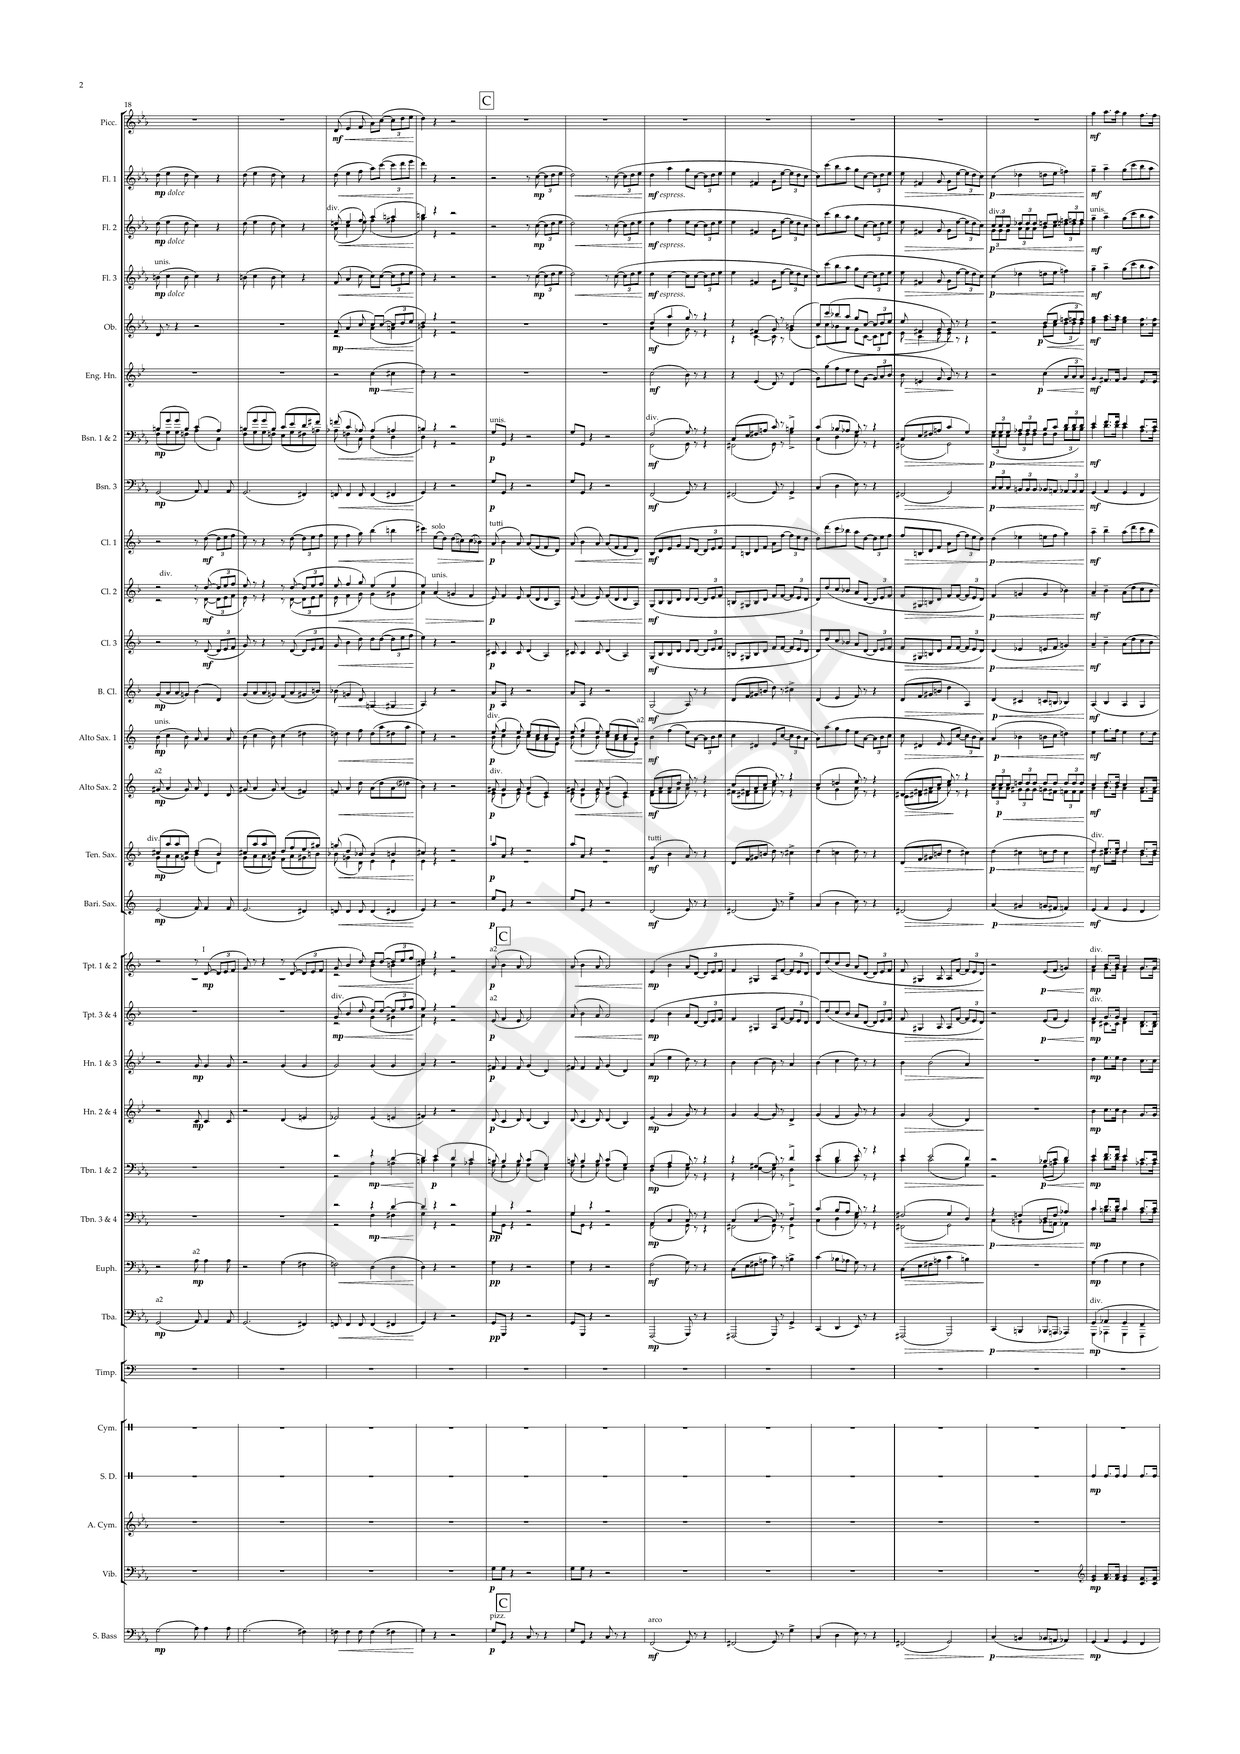 2
18
C
Picc.
mf
mf
3
Fl. 1
mp dolce
mp
mf espress.
p
mf
Fl. 2
div.
div.
unis.
mp dolce
mp
mf espress.
p
mf
unis.
Fl. 3
mp dolce
mp
mf espress.
p
mf
Ob.
mp
mf
p
mf
Eng. Hn.
mp
mf
p
mf
unis.
div.
Bsn. 1 & 2
mp
p
mf
p
mf
Bsn. 3
mp
p
mf
p
mf
solo
tutti
Cl. 1
mf
p
mf
p
mf
div.
unis.
Cl. 2
mf
p
mf
p
mf
Cl. 3
mf
p
mf
p
mf
B. Cl.
mp
p
mf
p
mf
unis.
div.
a2
Alto Sax. 1
mp
p
mf
p
mf
a2
div.
Alto Sax. 2
mp
p
mf
p
mf
div.
tutti
div.
Ten. Sax.
mp
p
mf
p
mf
Bari. Sax.
mp
p
mf
p
mf
C
I
a2
div.
Tpt. 1 & 2
mp
p
mp
p
mp
div.
a2
div.
Tpt. 3 & 4
mp
p
mp
p
mp
Hn. 1 & 3
mp
p
mp
mp
Hn. 2 & 4
mp
p
mp
mp
Tbn. 1 & 2
mp
p
mp
p
mp
Tbn. 3 & 4
mp
pp
mp
p
mp
a2
Euph.
mp
pp
mf
mp
a2
div.
Tba.
mp
pp
mp
p
mp
Timp.
Cym.
S. D.
mp
A. Cym.
Vib.
p
mp
C
pizz.
arco
S. Bass
mp
p
mf
p
mp
PERUSAL